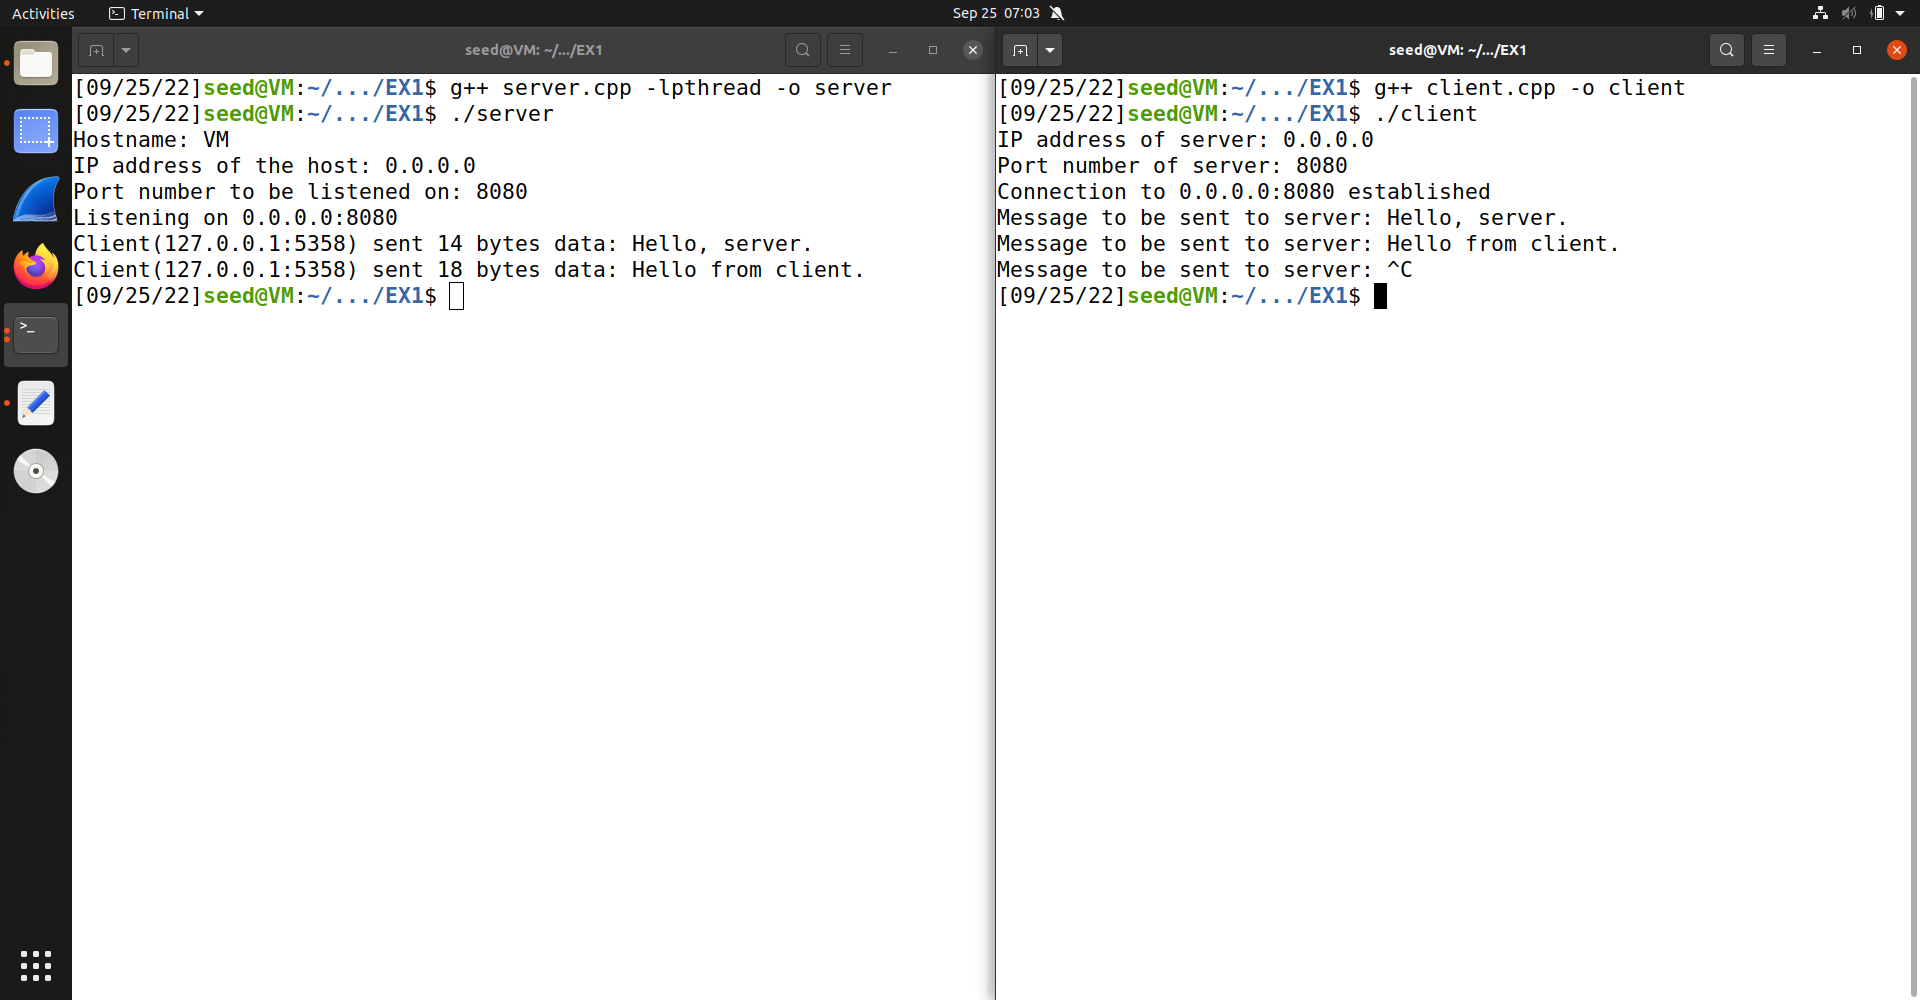 Activities
Terminal
Sep 25 07:03
seed@VM: ~/.../EX1
[09/25/22]seed@VM:~/.../EX1$ g++ server.cpp -lpthread -o server
[09/25/22]seed@VM:~/.../EX1$ ./server
Hostname: VM
IP address of the host: 0.0.0.0
Port number to be listened on: 8080
Listening on 0.0.0.0:8080
Client(127.0.0.1:5358) sent 14 bytes data: Hello, server.
Client(127.0.0.1:5358) sent 18 bytes data: Hello from client.
[09/25/22]seed@VM:~/.../EX1$
seed@VM: ~/.../EX1
[09/25/22]seed@VM:~/.../EX1$ g++ client.cpp -o client
[09/25/22]seed@VM:~/.../EX1$ ./client
IP address of server: 0.0.0.0
Port number of server: 8080
Connection to 0.0.0.0:8080 established
Message to be sent to server: Hello, server.
Message to be sent to server: Hello from client.
Message to be sent to server: ^C
[09/25/22]seed@VM:~/.../EX1$